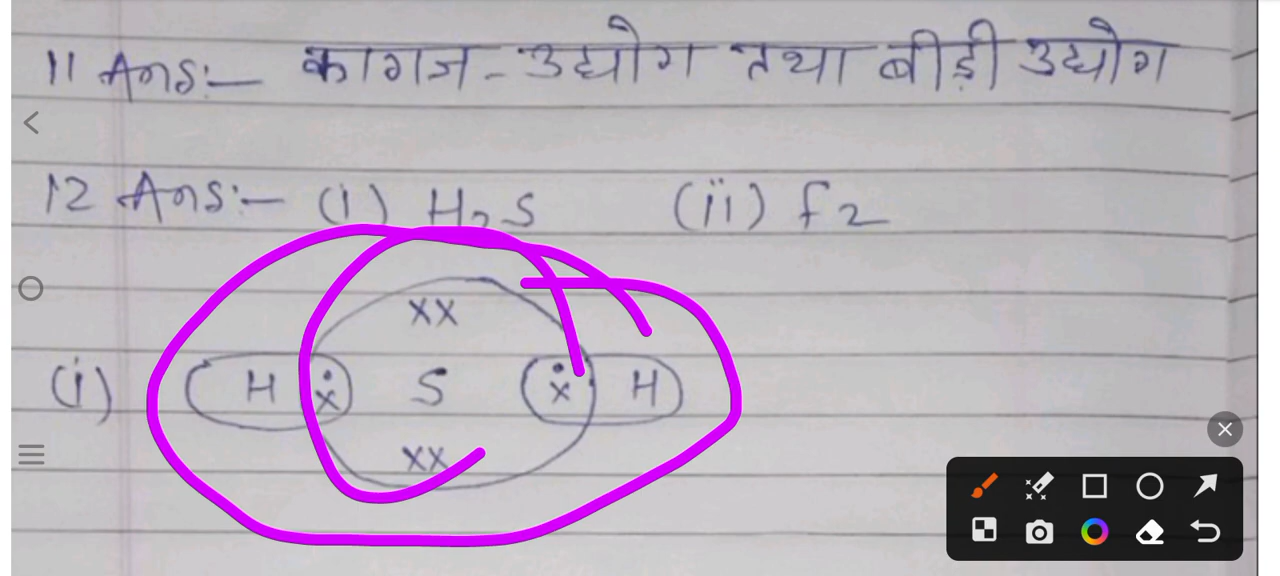 11 Ans:- कागज-उद्योग तथा बीड़ी उद्योग
12 Ans:- (i) H2S (ii) F2
xx
(i) H x S x H
xx